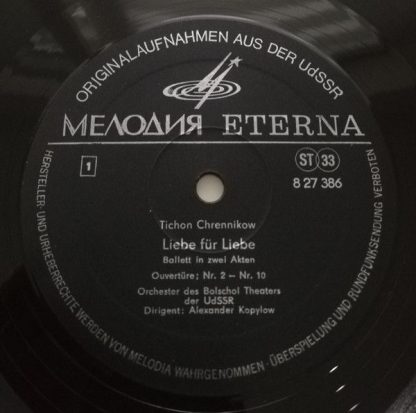 ORIGINALAUFNAHMEN AUS DER UdSSR
МЕЛОДИЯ ETERNA
1
ST 33
8 27 386
Tichon Chrennikow
Liebe für Liebe
Ballett in zwei Akten
Ouvertüre; Nr. 2 – Nr. 10
Orchester des Bolschoi Theaters
der UdSSR
Dirigent: Alexander Kopylow
HERSTELLER- UND URHEBERRECHTE WERDEN VON MELODIA WAHRGENOMMEN · ÜBERSPIELUNG UND RUNDFUNKSENDUNG VERBOTEN